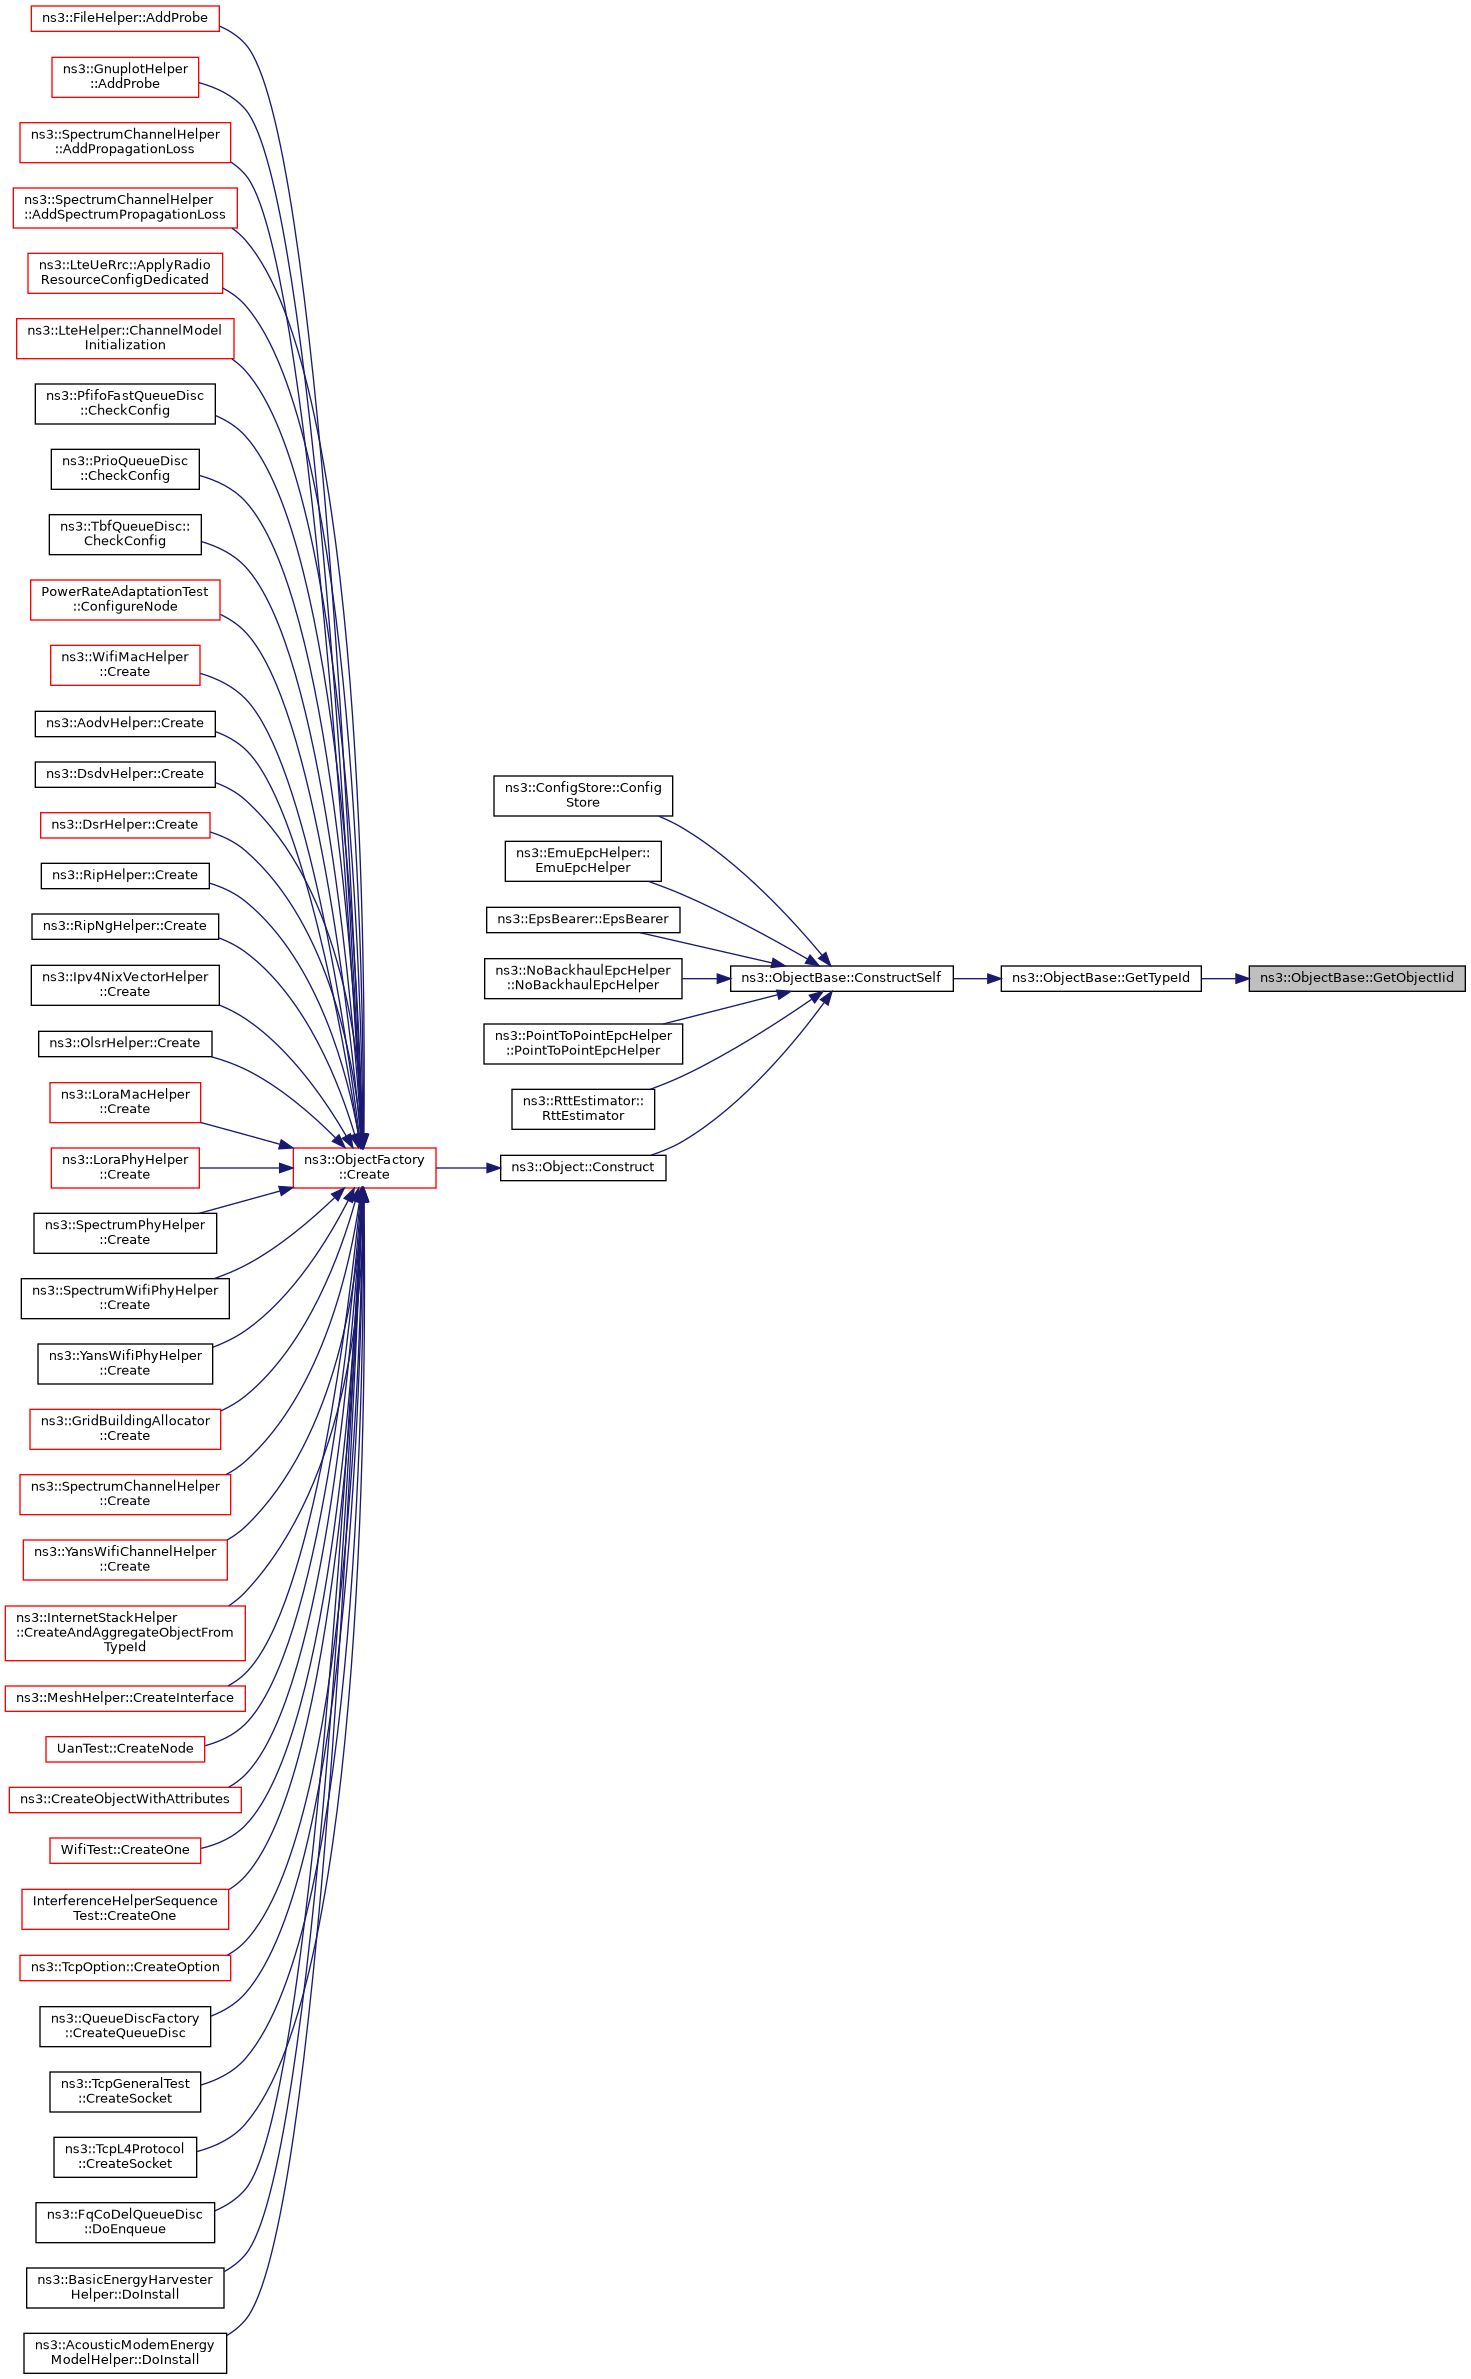 ns3::FileHelper::AddProbe
ns3::GnuplotHelper
::AddProbe
ns3::SpectrumChannelHelper
::AddPropagationLoss
ns3::SpectrumChannelHelper
::AddSpectrumPropagationLoss
ns3::LteUeRrc::ApplyRadio
ResourceConfigDedicated
ns3::LteHelper::ChannelModel
Initialization
ns3::PfifoFastQueueDisc
::CheckConfig
ns3::PrioQueueDisc
::CheckConfig
ns3::TbfQueueDisc::
CheckConfig
PowerRateAdaptationTest
::ConfigureNode
ns3::WifiMacHelper
::Create
ns3::AodvHelper::Create
ns3::DsdvHelper::Create
ns3::DsrHelper::Create
ns3::RipHelper::Create
ns3::RipNgHelper::Create
ns3::Ipv4NixVectorHelper
::Create
ns3::OlsrHelper::Create
ns3::LoraMacHelper
::Create
ns3::LoraPhyHelper
::Create
ns3::SpectrumPhyHelper
::Create
ns3::SpectrumWifiPhyHelper
::Create
ns3::YansWifiPhyHelper
::Create
ns3::GridBuildingAllocator
::Create
ns3::SpectrumChannelHelper
::Create
ns3::YansWifiChannelHelper
::Create
ns3::InternetStackHelper
::CreateAndAggregateObjectFrom
TypeId
ns3::MeshHelper::CreateInterface
UanTest::CreateNode
ns3::CreateObjectWithAttributes
WifiTest::CreateOne
InterferenceHelperSequence
Test::CreateOne
ns3::TcpOption::CreateOption
ns3::QueueDiscFactory
::CreateQueueDisc
ns3::TcpGeneralTest
::CreateSocket
ns3::TcpL4Protocol
::CreateSocket
ns3::FqCoDelQueueDisc
::DoEnqueue
ns3::BasicEnergyHarvester
Helper::DoInstall
ns3::AcousticModemEnergy
ModelHelper::DoInstall
ns3::ObjectFactory
::Create
ns3::ConfigStore::Config
Store
ns3::EmuEpcHelper::
EmuEpcHelper
ns3::EpsBearer::EpsBearer
ns3::NoBackhaulEpcHelper
::NoBackhaulEpcHelper
ns3::PointToPointEpcHelper
::PointToPointEpcHelper
ns3::RttEstimator::
RttEstimator
ns3::Object::Construct
ns3::ObjectBase::ConstructSelf
ns3::ObjectBase::GetTypeId
ns3::ObjectBase::GetObjectIid